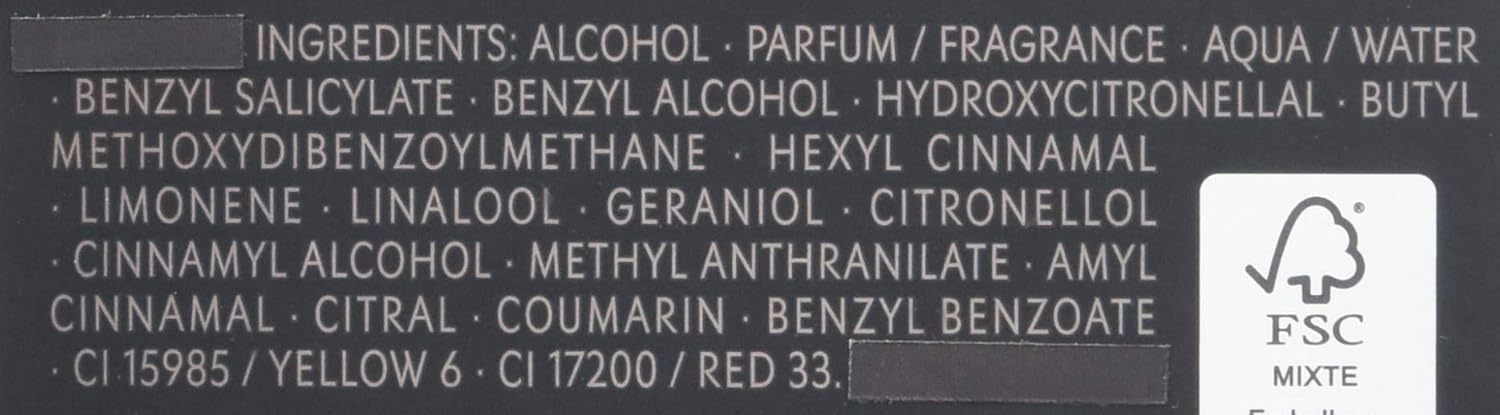 INGREDIENTS: ALCOHOL · PARFUM / FRAGRANCE · AQUA / WATER
· BENZYL SALICYLATE · BENZYL ALCOHOL · HYDROXYCITRONELLAL · BUTYL
METHOXYDIBENZOYLMETHANE · HEXYL CINNAMAL
· LIMONENE · LINALOOL · GERANIOL · CITRONELLOL
· CINNAMYL ALCOHOL · METHYL ANTHRANILATE · AMYL
CINNAMAL · CITRAL · COUMARIN · BENZYL BENZOATE
· CI 15985 / YELLOW 6 · CI 17200 / RED 33.
®
FSC
MIXTE